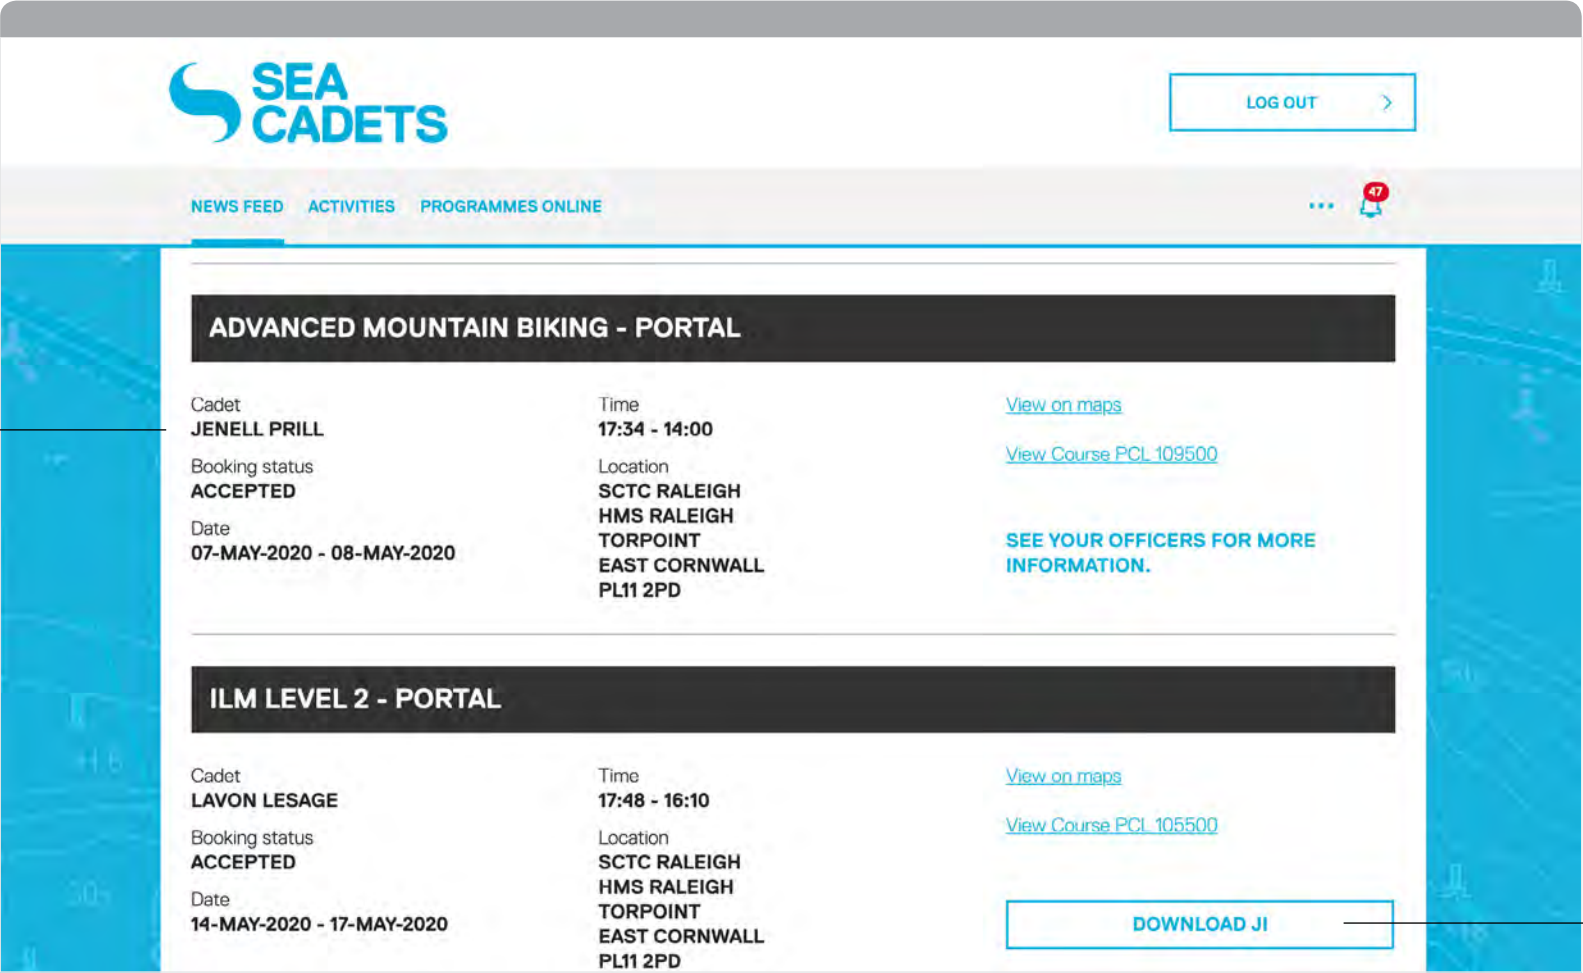 SEA
CADETS
LOG OUT
NEWS FEED
ACTIVITIES
PROGRAMMES ONLINE
47
ADVANCED MOUNTAIN BIKING - PORTAL
Cadet
JENELL PRILL
Booking status
ACCEPTED
Date
07-MAY-2020 - 08-MAY-2020
Time
17:34 - 14:00
Location
SCTC RALEIGH
HMS RALEIGH
TORPOINT
EAST CORNWALL
PL11 2PD
View on maps
View Course PCL 109500
SEE YOUR OFFICERS FOR MORE
INFORMATION.
ILM LEVEL 2 - PORTAL
Cadet
LAVON LESAGE
Booking status
ACCEPTED
Date
14-MAY-2020 - 17-MAY-2020
Time
17:48 - 16:10
Location
SCTC RALEIGH
HMS RALEIGH
TORPOINT
EAST CORNWALL
PL11 2PD
View on maps
View Course PCL 105500
DOWNLOAD JI